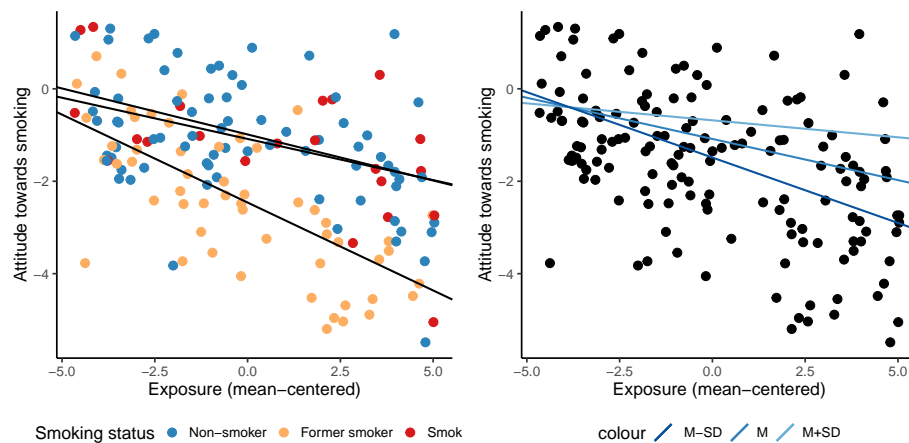 Attitude towards smoking
0
−2
−4
−5.0 −2.5 0.0 2.5 5.0
Exposure (mean−centered)
Smoking status Non−smoker Former smoker Smok
Attitude towards smoking
0
−2
−4
−5.0 −2.5 0.0 2.5 5.0
Exposure (mean−centered)
colour M−SD M M+SD